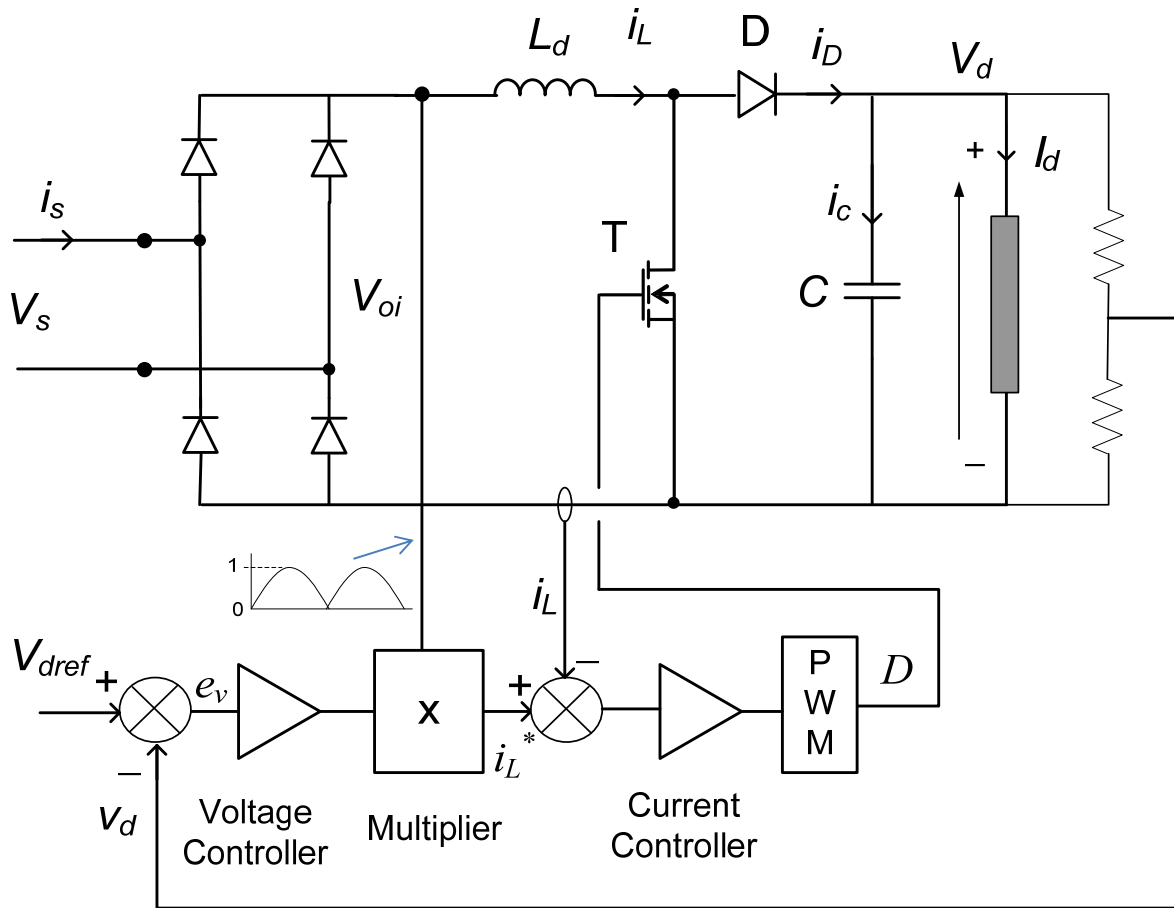 L_d
i_L
D
i_D
V_d
+
I_d
i_s
T
i_c
V_s
V_oi
C
−
1
0
i_L
V_dref
+
e_v
x
+
−
i_L*
P
W
M
D
−
v_d
Voltage
Controller
Multiplier
Current
Controller